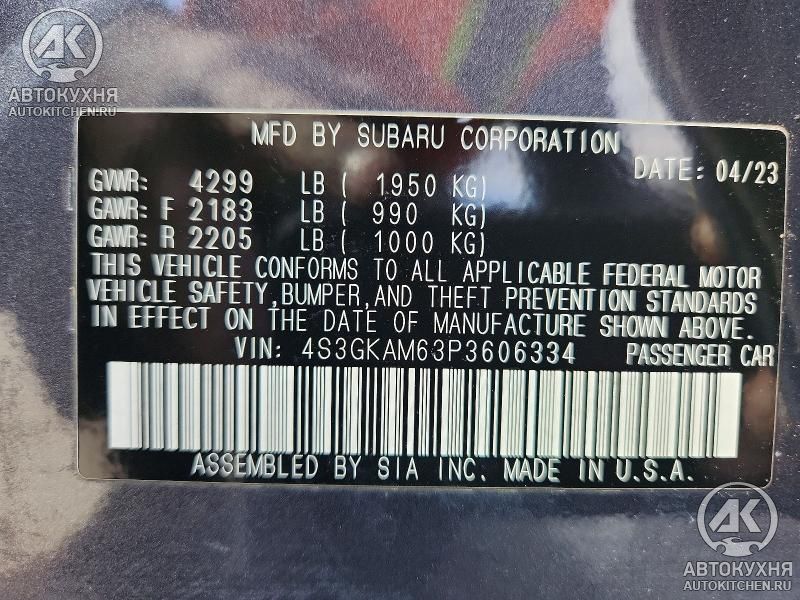 АК
АВТОКУХНЯ
AUTOKITCHEN.RU
MFD BY SUBARU CORPORATION
DATE: 04/23
GVWR: 4299 LB ( 1950 KG)
GAWR: F 2183 LB ( 990 KG)
GAWR: R 2205 LB ( 1000 KG)
THIS VEHICLE CONFORMS TO ALL APPLICABLE FEDERAL MOTOR
VEHICLE SAFETY, BUMPER, AND THEFT PREVENTION STANDARDS
IN EFFECT ON THE DATE OF MANUFACTURE SHOWN ABOVE.
VIN: 4S3GKAM63P3606334 PASSENGER CAR
ASSEMBLED BY SIA INC. MADE IN U.S.A.
АК
АВТОКУХНЯ
AUTOKITCHEN.RU